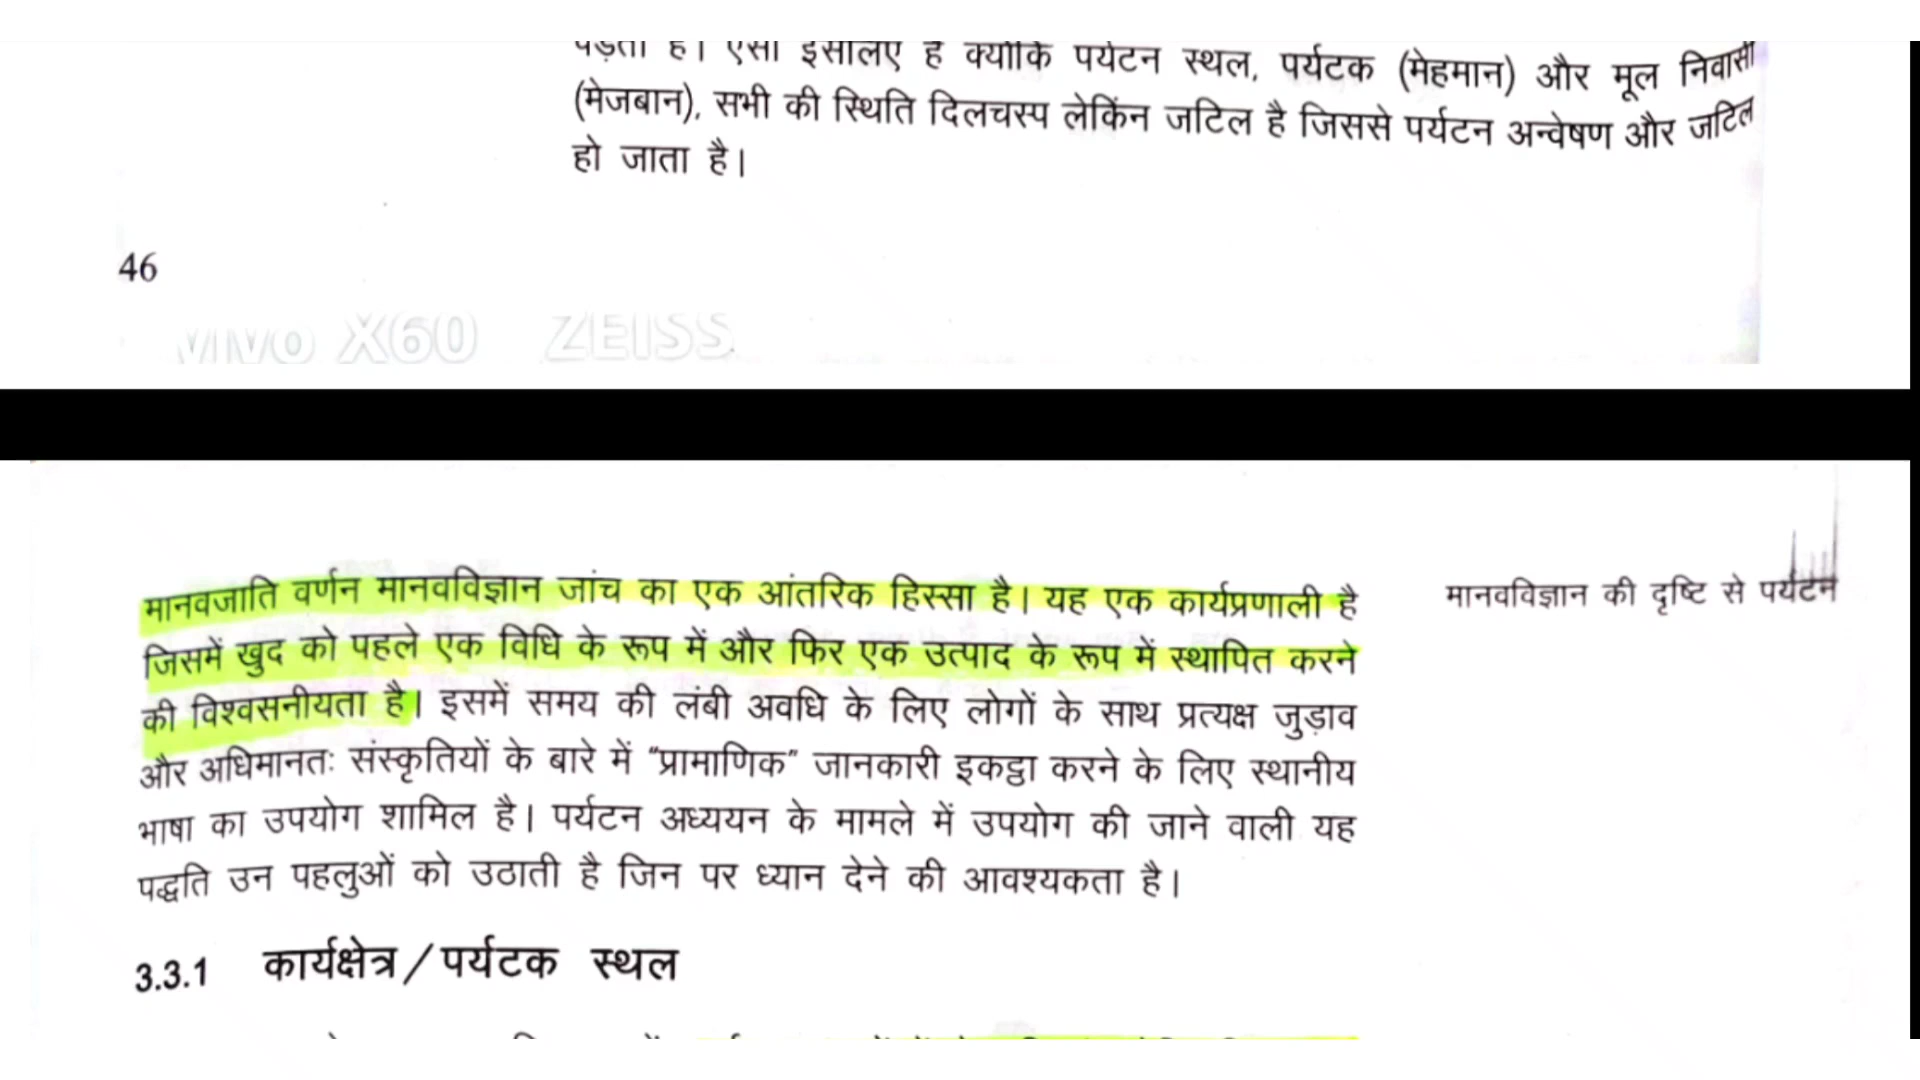 पड़ता है। ऐसा इसलिए है क्योंकि पर्यटन स्थल, पर्यटक (मेहमान) और मूल निवासी
(मेजबान), सभी की स्थिति दिलचस्प लेकिन जटिल है जिससे पर्यटन अन्वेषण और जटिल
हो जाता है।
46
vivo X60 ZEISS
मानवजाति वर्णन मानवविज्ञान जांच का एक आंतरिक हिस्सा है। यह एक कार्यप्रणाली है
मानवविज्ञान की दृष्टि से पर्यटन
जिसमें खुद को पहले एक विधि के रूप में और फिर एक उत्पाद के रूप में स्थापित करने
की विश्वसनीयता है। इसमें समय की लंबी अवधि के लिए लोगों के साथ प्रत्यक्ष जुड़ाव
और अधिमानतः संस्कृतियों के बारे में "प्रामाणिक" जानकारी इकट्ठा करने के लिए स्थानीय
भाषा का उपयोग शामिल है। पर्यटन अध्ययन के मामले में उपयोग की जाने वाली यह
पद्धति उन पहलुओं को उठाती है जिन पर ध्यान देने की आवश्यकता है।
3.3.1 कार्यक्षेत्र/पर्यटक स्थल